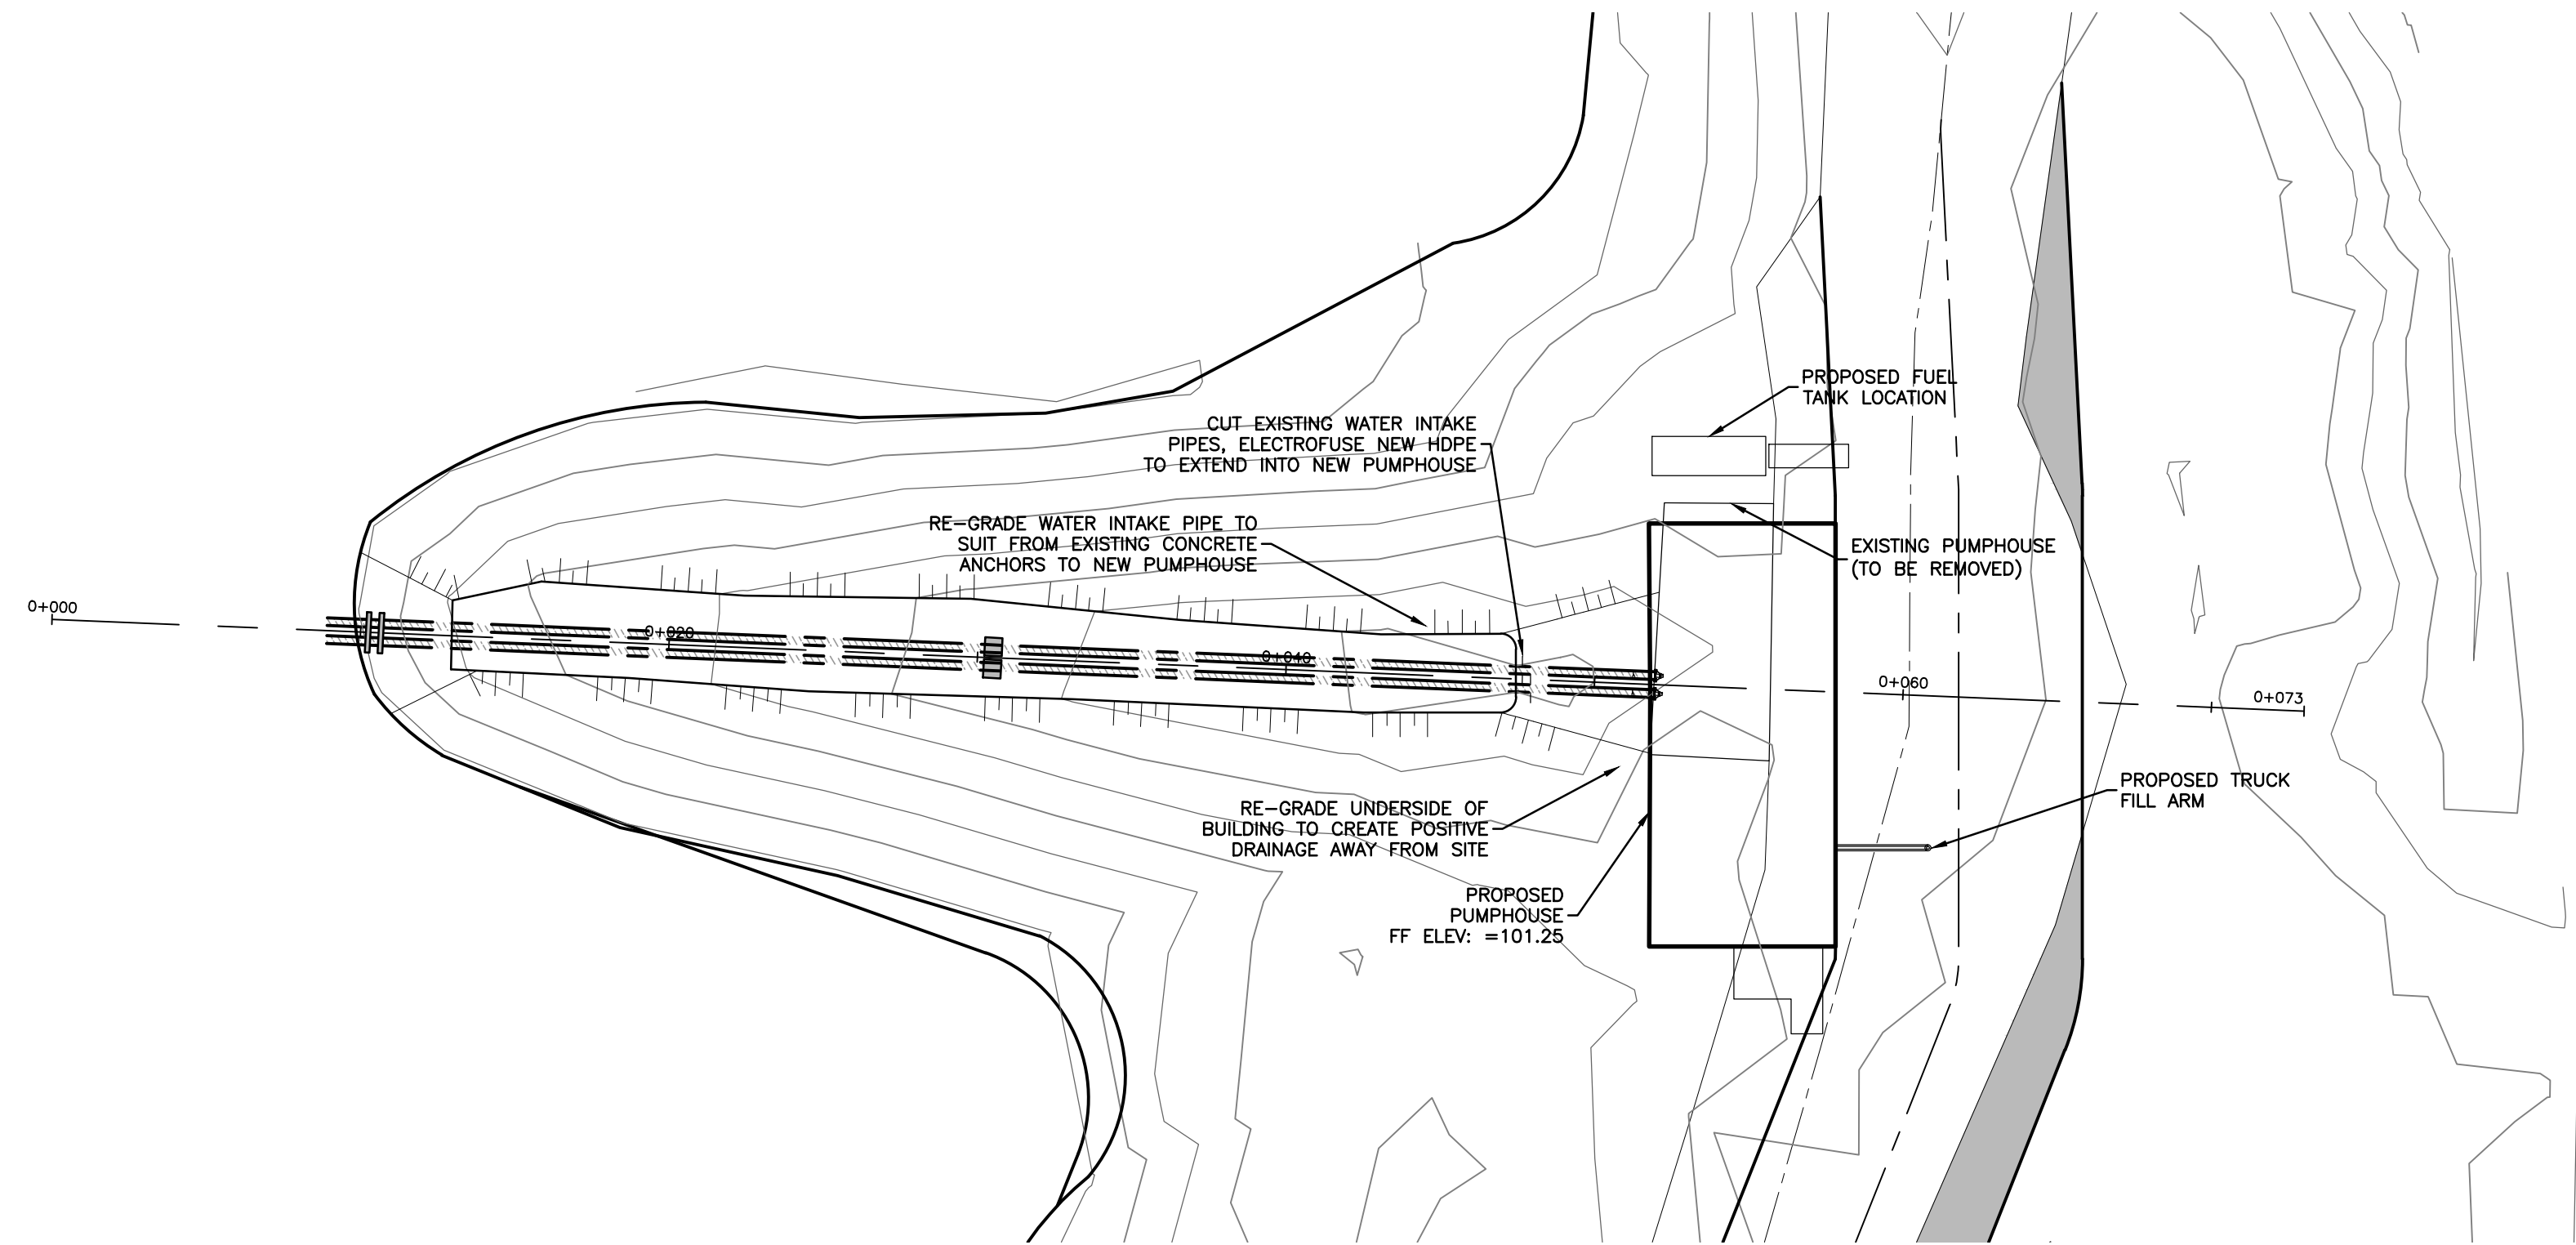 PROPOSED FUEL
TANK LOCATION
CUT EXISTING WATER INTAKE
PIPES, ELECTROFUSE NEW HDPE
TO EXTEND INTO NEW PUMPHOUSE
RE-GRADE WATER INTAKE PIPE TO
SUIT FROM EXISTING CONCRETE
ANCHORS TO NEW PUMPHOUSE
EXISTING PUMPHOUSE
(TO BE REMOVED)
0+000
0+020
0+040
0+060
0+073
PROPOSED TRUCK
FILL ARM
RE-GRADE UNDERSIDE OF
BUILDING TO CREATE POSITIVE
DRAINAGE AWAY FROM SITE
PROPOSED
PUMPHOUSE
FF ELEV: =101.25